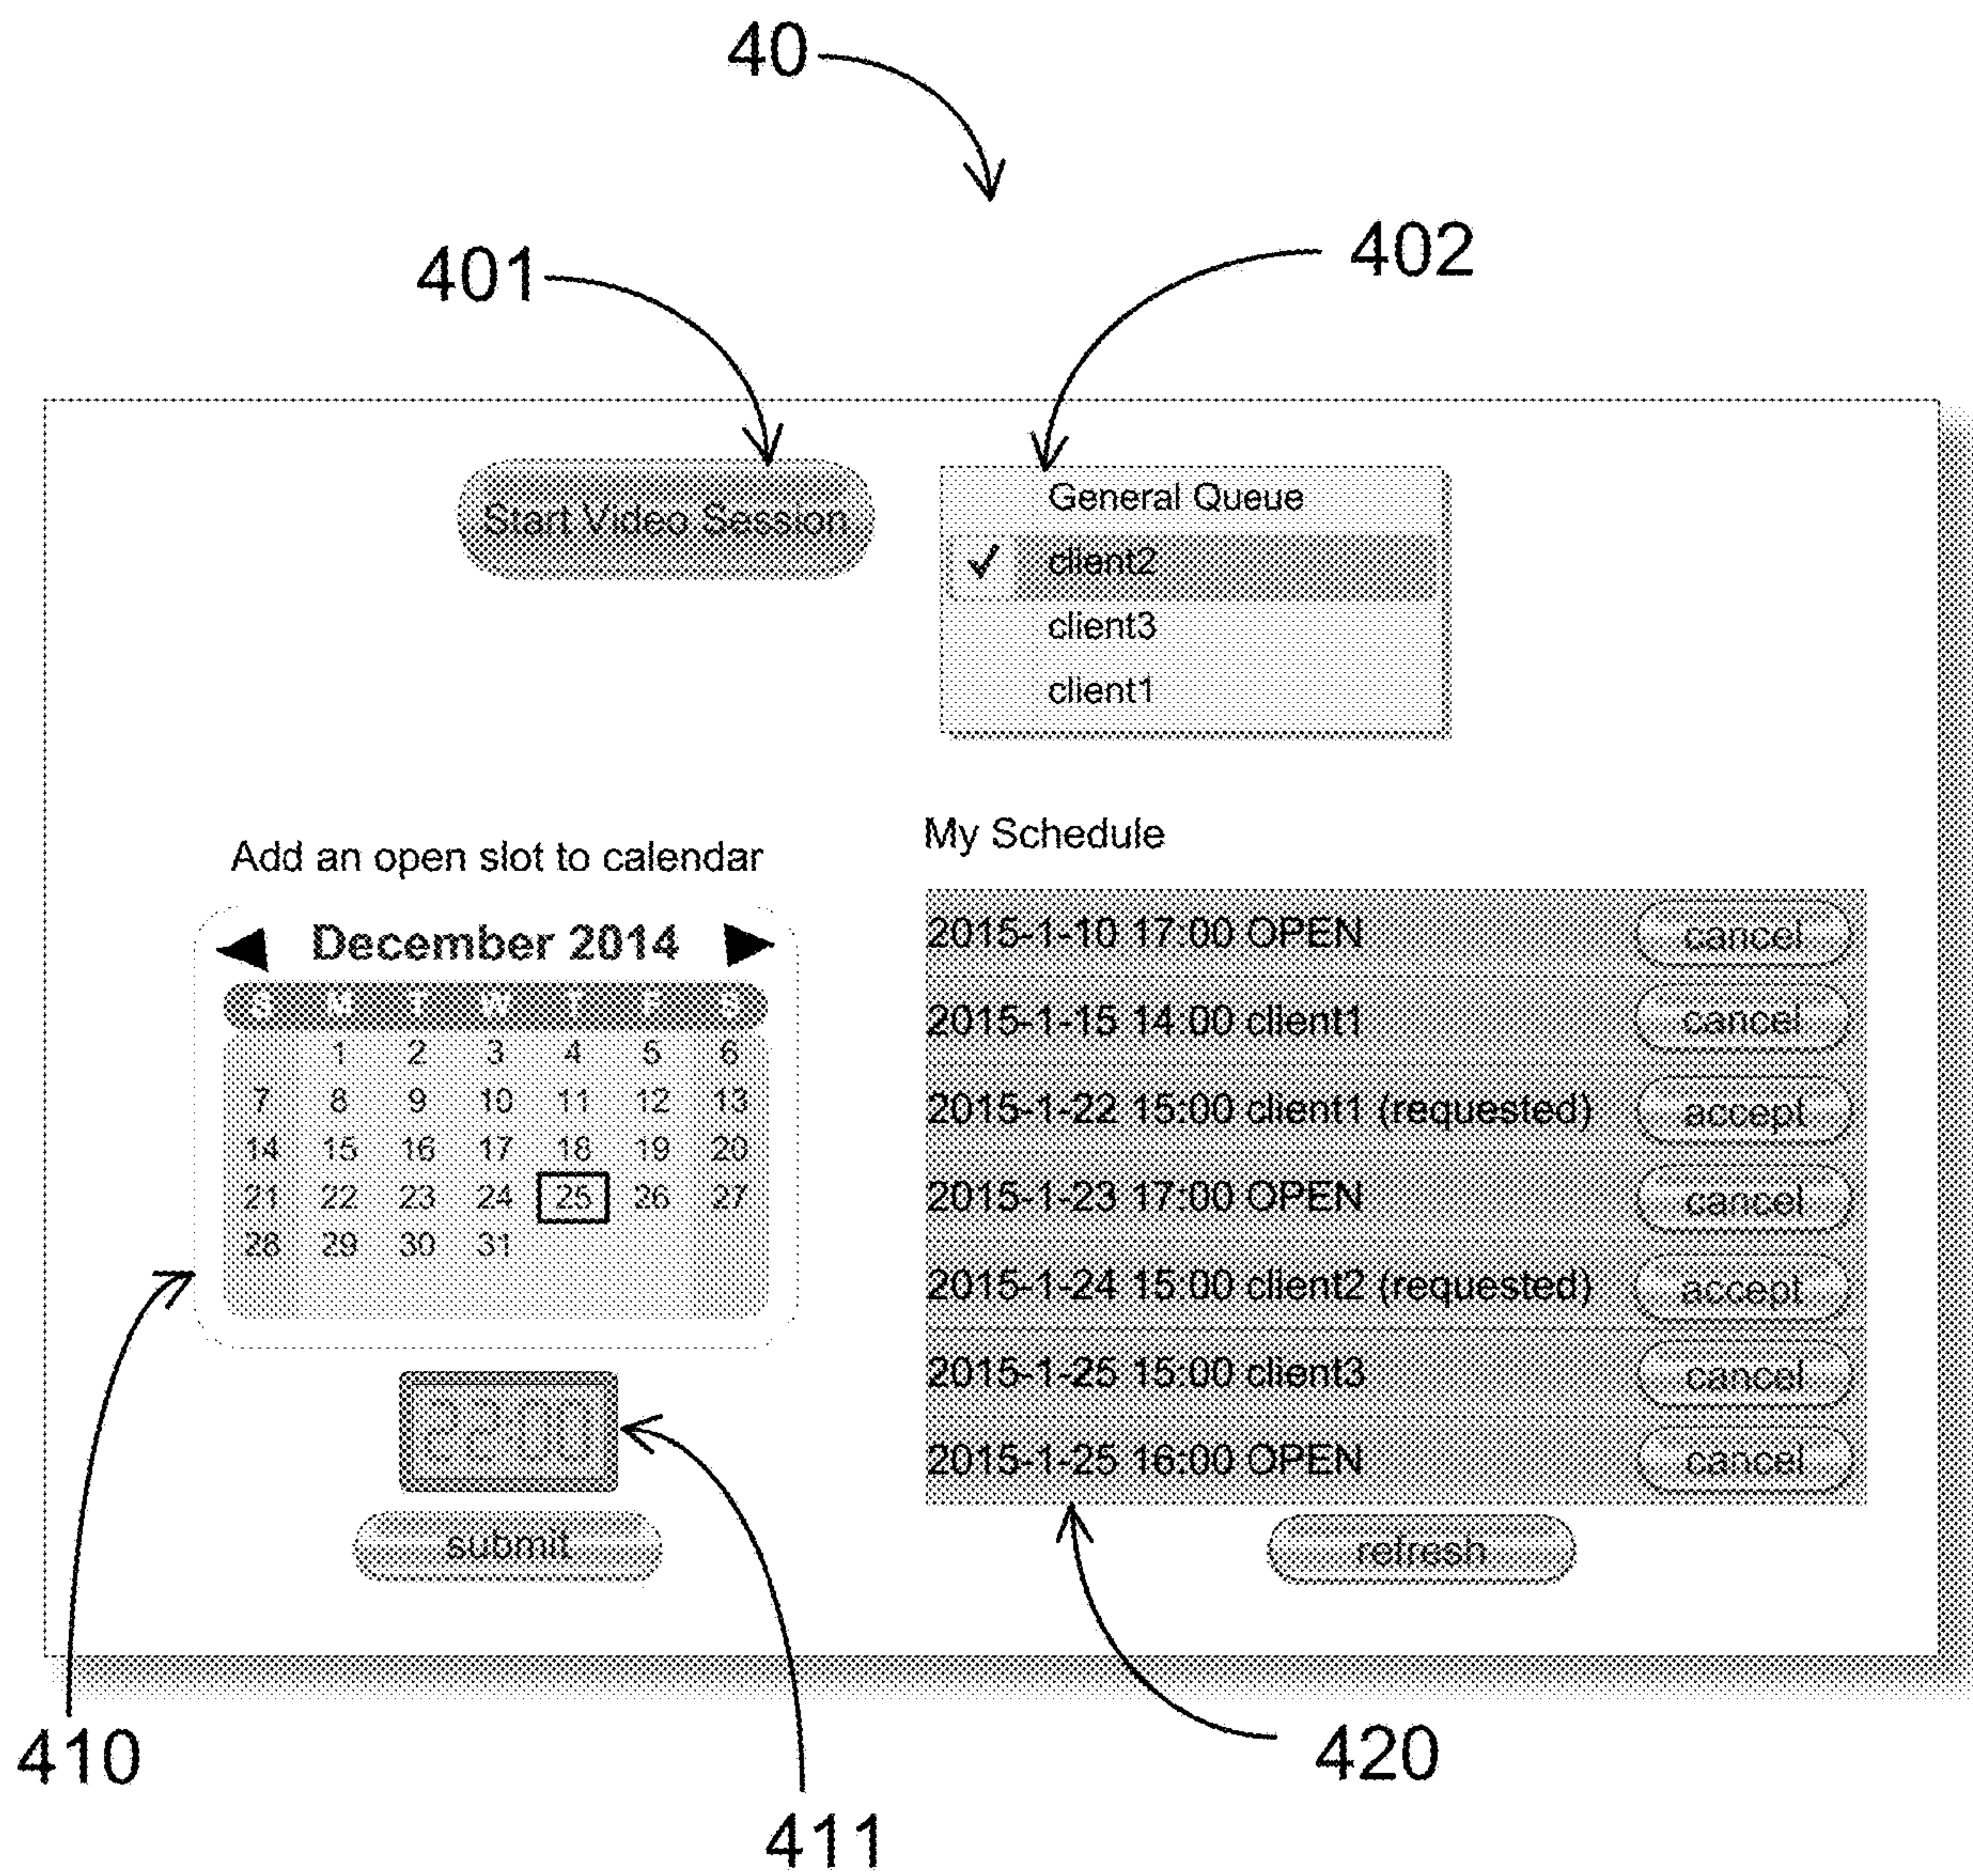 40
401
402
Start Video Session
General Queue
✓ client2
client3
client1
Add an open slot to calendar
December 2014
S M T W T F S
1 2 3 4 5 6
7 8 9 10 11 12 13
14 15 16 17 18 19 20
21 22 23 24 25 26 27
28 29 30 31
22:00
submit
My Schedule
2015-1-10 17:00 OPEN cancel
2015-1-15 14:00 client1 cancel
2015-1-22 15:00 client1 (requested) accept
2015-1-23 17:00 OPEN cancel
2015-1-24 15:00 client2 (requested) accept
2015-1-25 15:00 client3 cancel
2015-1-25 16:00 OPEN cancel
refresh
410
411
420